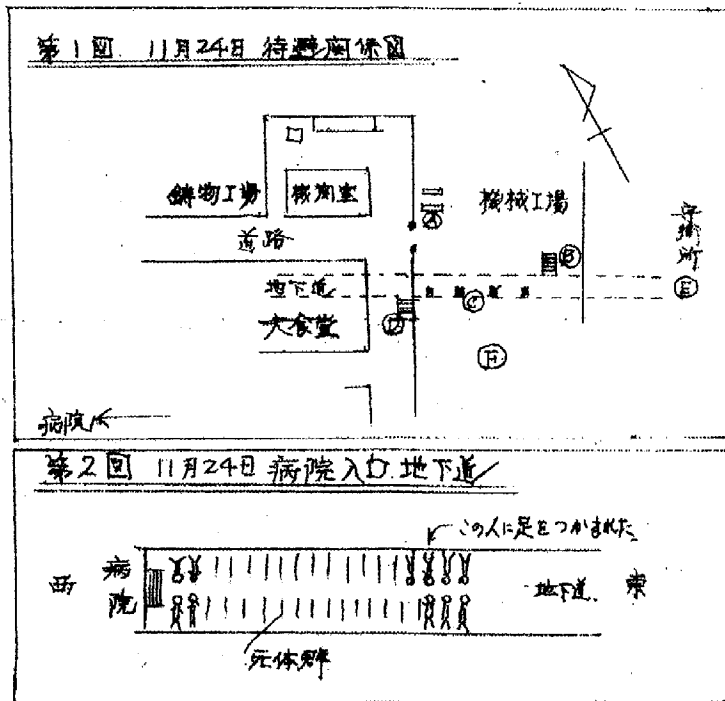 第1図 11月24日 待避関係図
鋳物工場
機関室
機械工場
守衛所
道路
地下道
大食堂
病院へ
Ⓐ
Ⓑ
Ⓒ
Ⓓ
Ⓔ
Ⓕ
第2図 11月24日 病院入口地下道
この人に足をつかまれた
西
病院
地下道
東
死体群